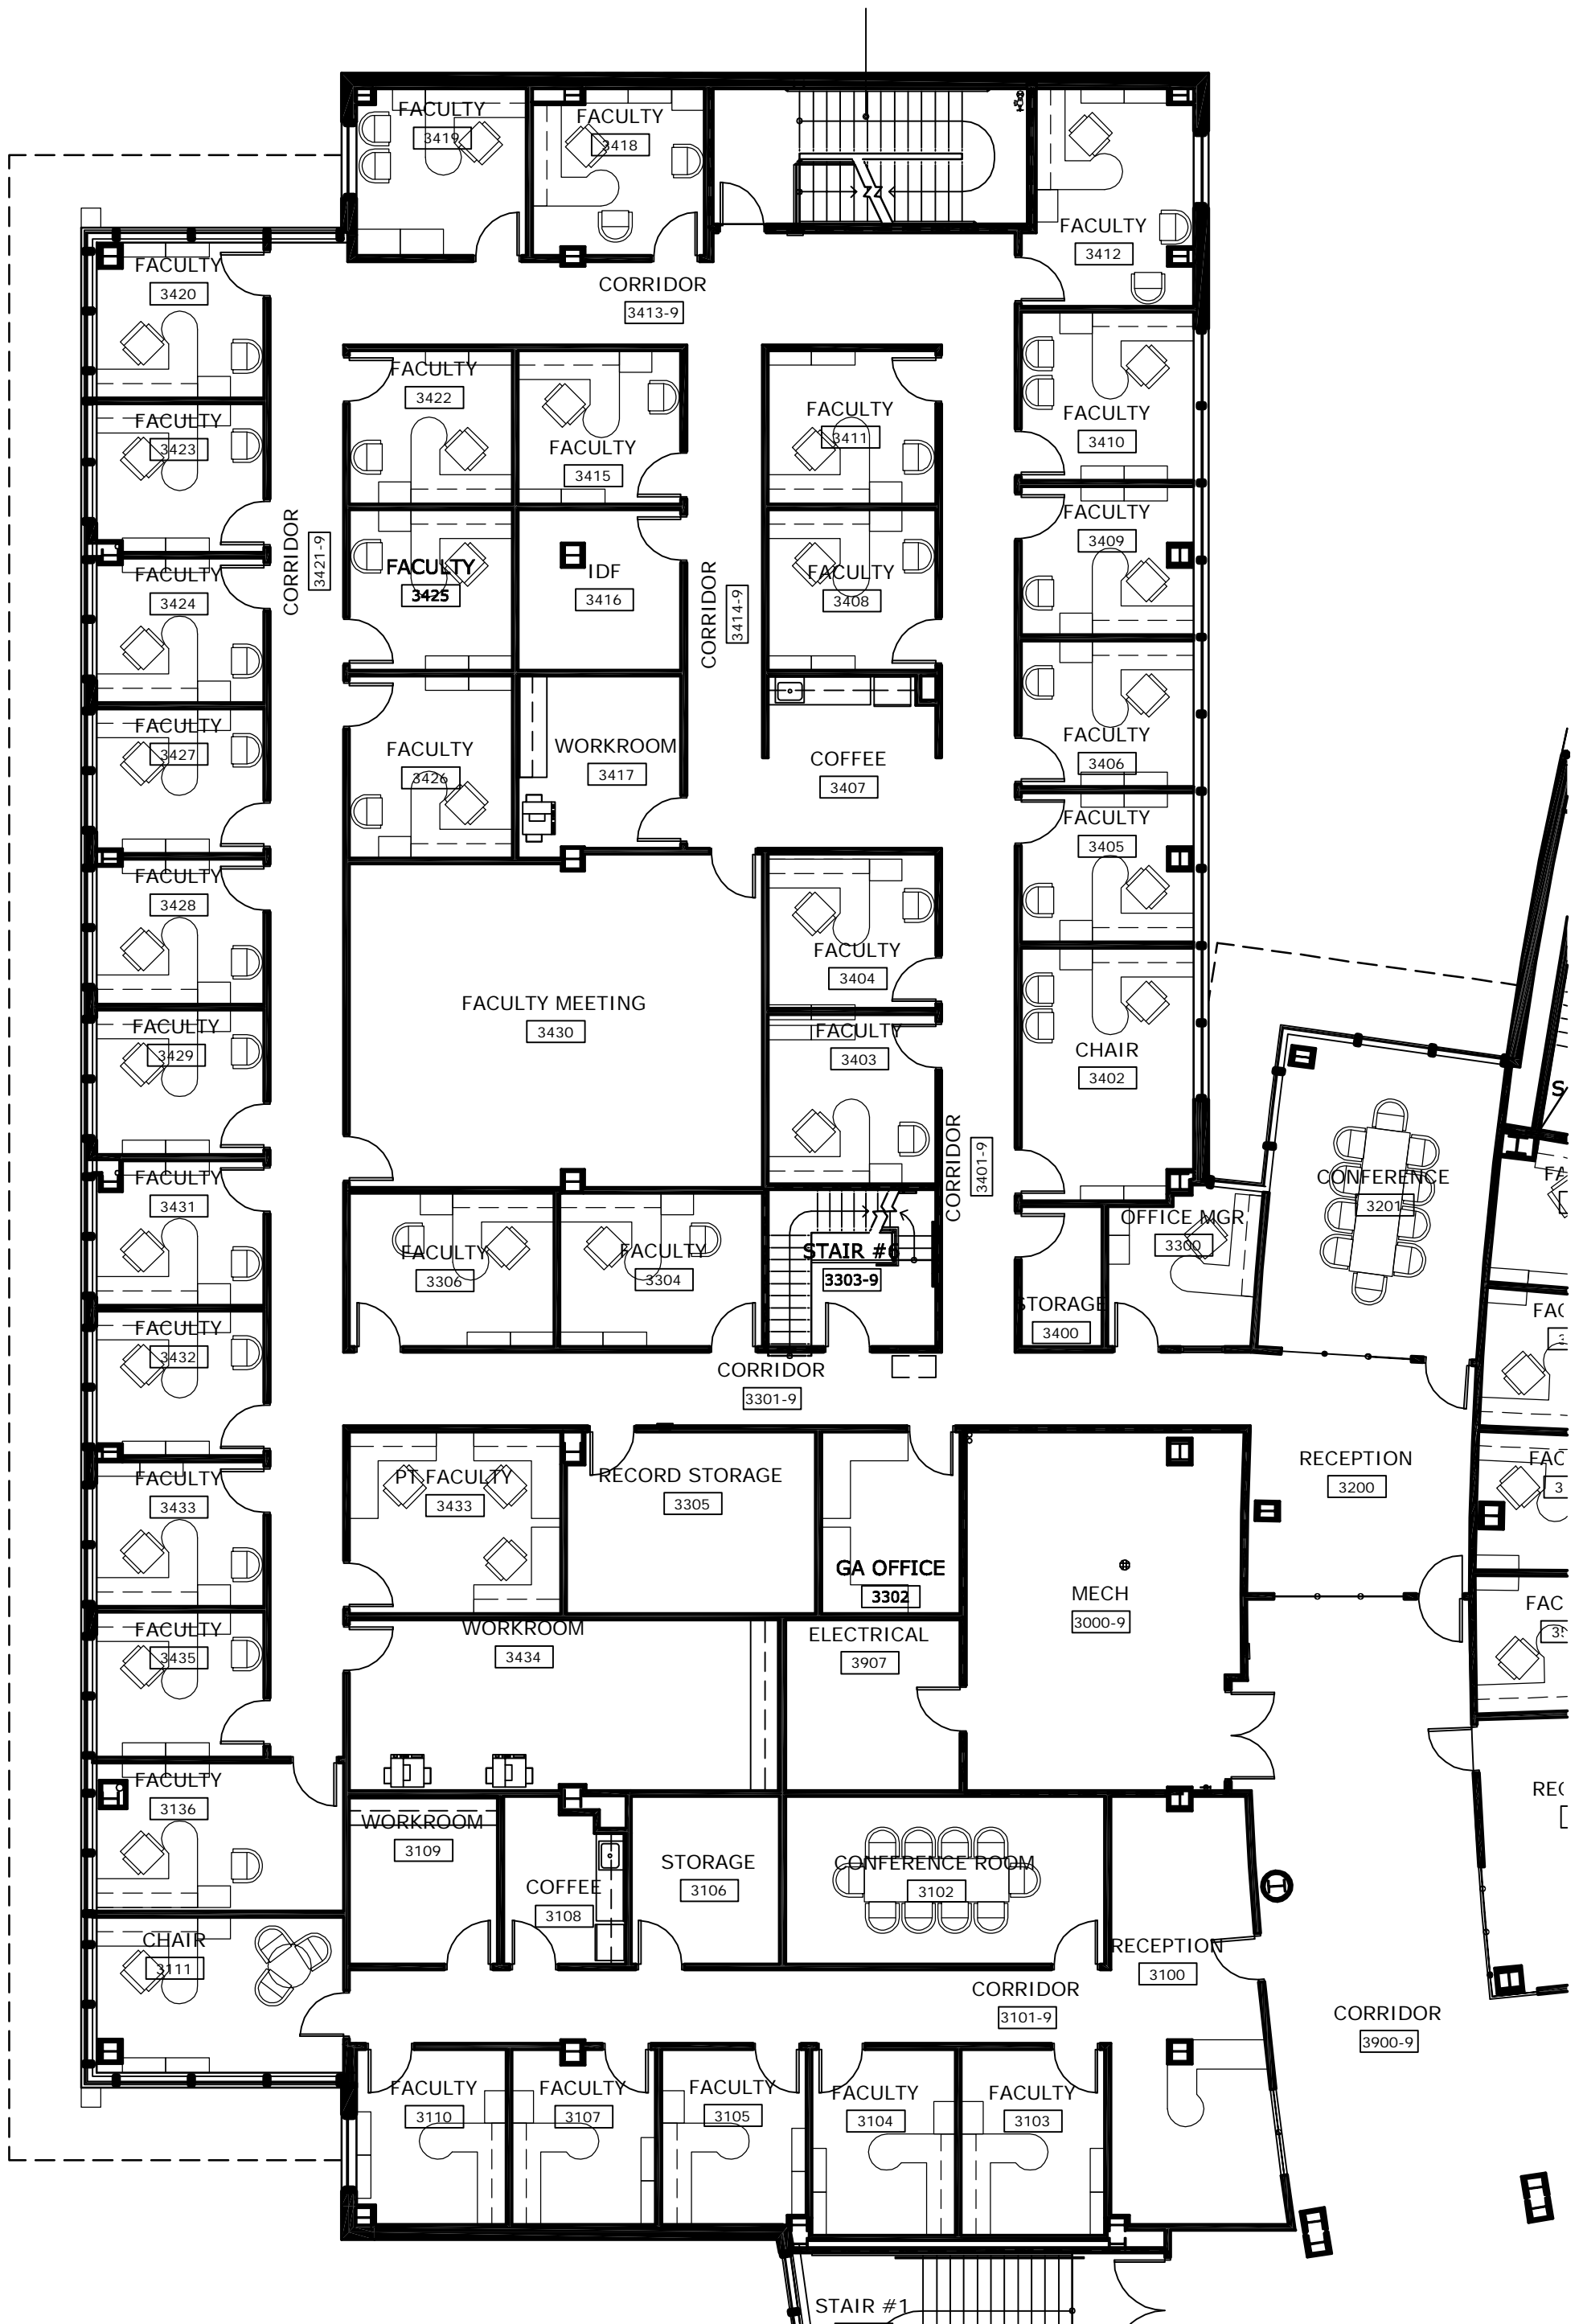 FACULTY
3419
FACULTY
3418
FACULTY
3412
FACULTY
3420
CORRIDOR
3413-9
FACULTY
3422
FACULTY
3415
FACULTY
3411
FACULTY
3410
FACULTY
3423
CORRIDOR
3421-9
FACULTY
3424
FACULTY
3425
IDF
3416
CORRIDOR
3414-9
FACULTY
3408
FACULTY
3409
FACULTY
3427
FACULTY
3426
WORKROOM
3417
COFFEE
3407
FACULTY
3406
FACULTY
3405
FACULTY
3428
FACULTY
3404
FACULTY MEETING
3430
FACULTY
3429
FACULTY
3403
CHAIR
3402
CORRIDOR
3401-9
CONFERENCE
3201
FACULTY
3431
OFFICE MGR
3300
FACULTY
3306
FACULTY
3304
STAIR #6
3303-9
STORAGE
3400
FACULTY
3432
CORRIDOR
3301-9
FACULTY
3433
PT FACULTY
3433
RECORD STORAGE
3305
RECEPTION
3200
GA OFFICE
3302
MECH
3000-9
FACULTY
3435
WORKROOM
3434
ELECTRICAL
3907
FACULTY
3136
WORKROOM
3109
COFFEE
3108
STORAGE
3106
CONFERENCE ROOM
3102
CHAIR
3111
RECEPTION
3100
CORRIDOR
3101-9
CORRIDOR
3900-9
FACULTY
3110
FACULTY
3107
FACULTY
3105
FACULTY
3104
FACULTY
3103
STAIR #1